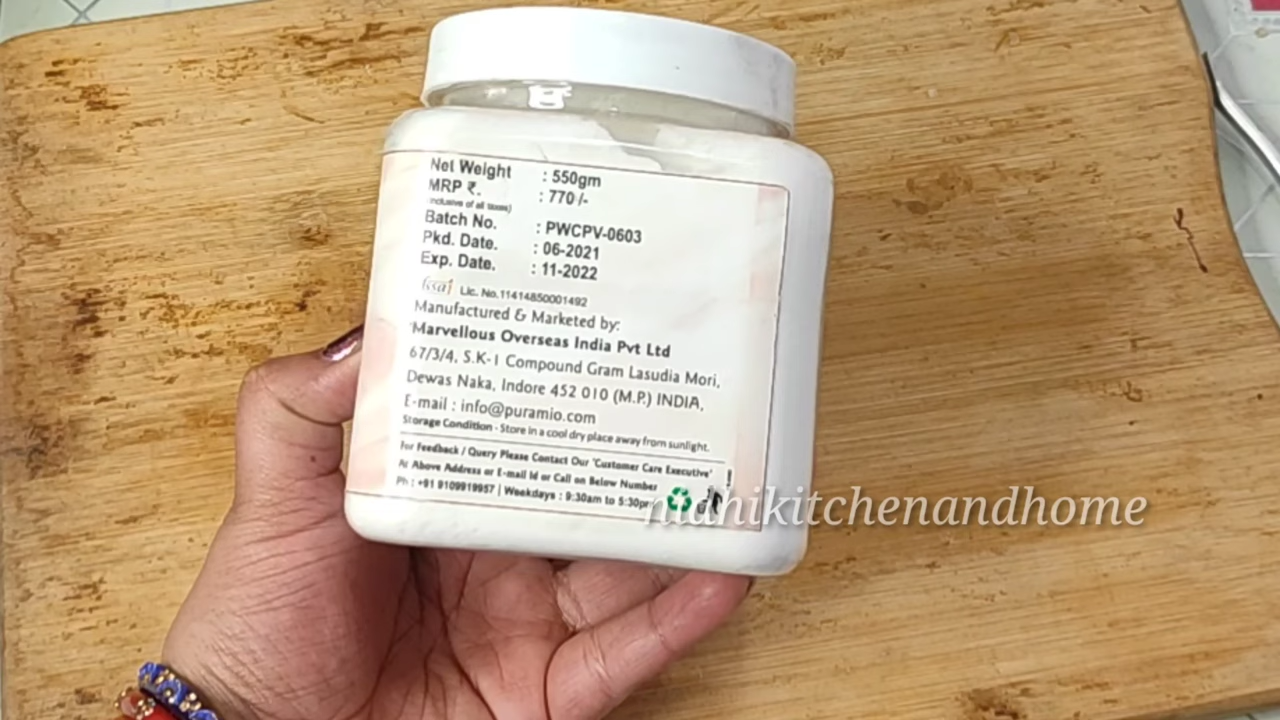 Net Weight : 550gm
MRP ₹. : 770 /-
(inclusive of all taxes)
Batch No. : PWCPV-0603
Pkd. Date. : 06-2021
Exp. Date. : 11-2022
fssai Lic. No.11414850001492
Manufactured & Marketed by:
Marvellous Overseas India Pvt Ltd
67/3/4, S.K-1 Compound Gram Lasudia Mori,
Dewas Naka, Indore 452 010 (M.P.) INDIA,
E-mail : info@puramio.com
Storage Condition - Store in a cool dry place away from sunlight.
For Feedback / Query Please Contact Our 'Customer Care Executive'
At Above Address or E-mail Id or Call on Below Number
Ph : +91 9109919957 | Weekdays : 9:30am to 5:30pm
nidhikitchenandhome